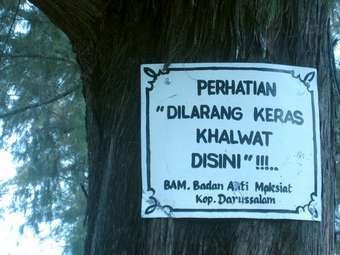 PERHATIAN
"DILARANG KERAS
KHALWAT
DISINI"!!!..
BAM. Badan Anti Maksiat
Kop. Darussalam